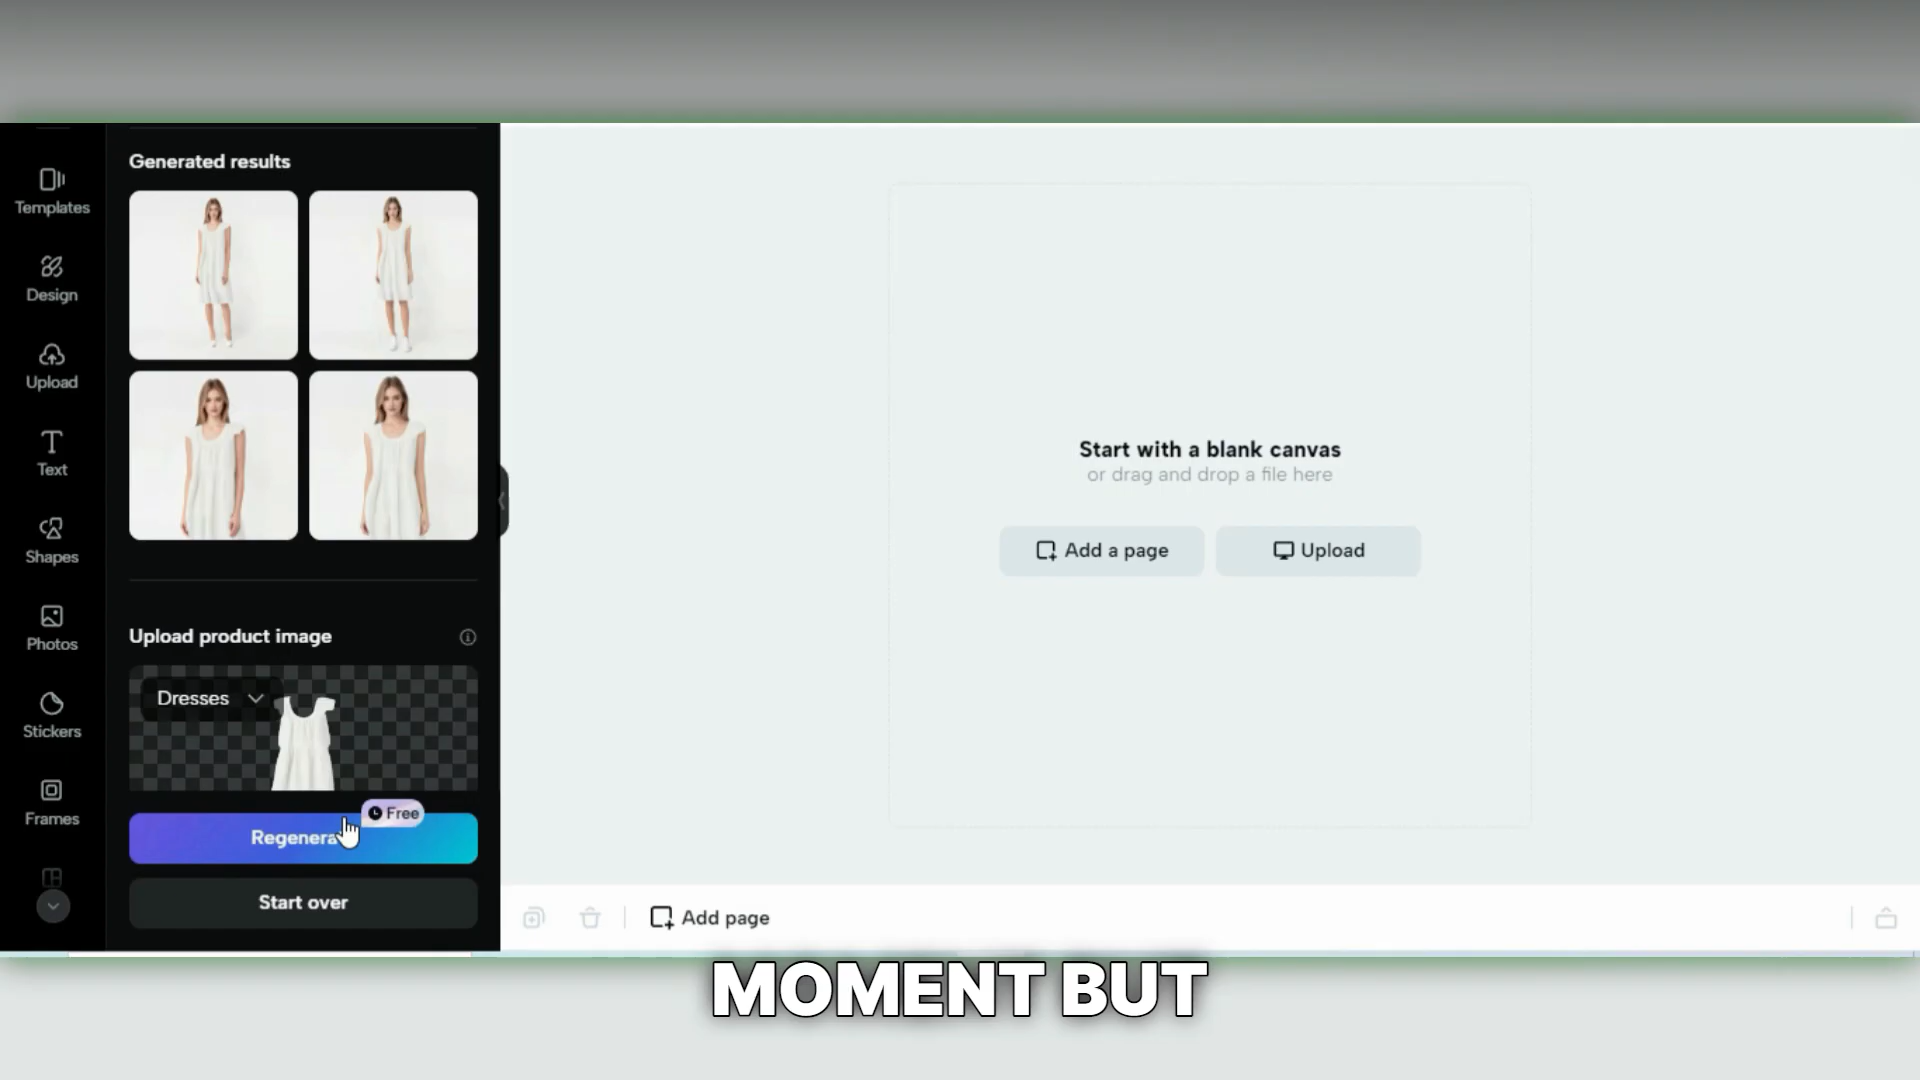 Templates
Design
Upload
Text
Shapes
Photos
Stickers
Frames
Generated results
Upload product image
Dresses
Free
Regenera
Start over
Start with a blank canvas
or drag and drop a file here
Add a page
Upload
Add page
MOMENT BUT